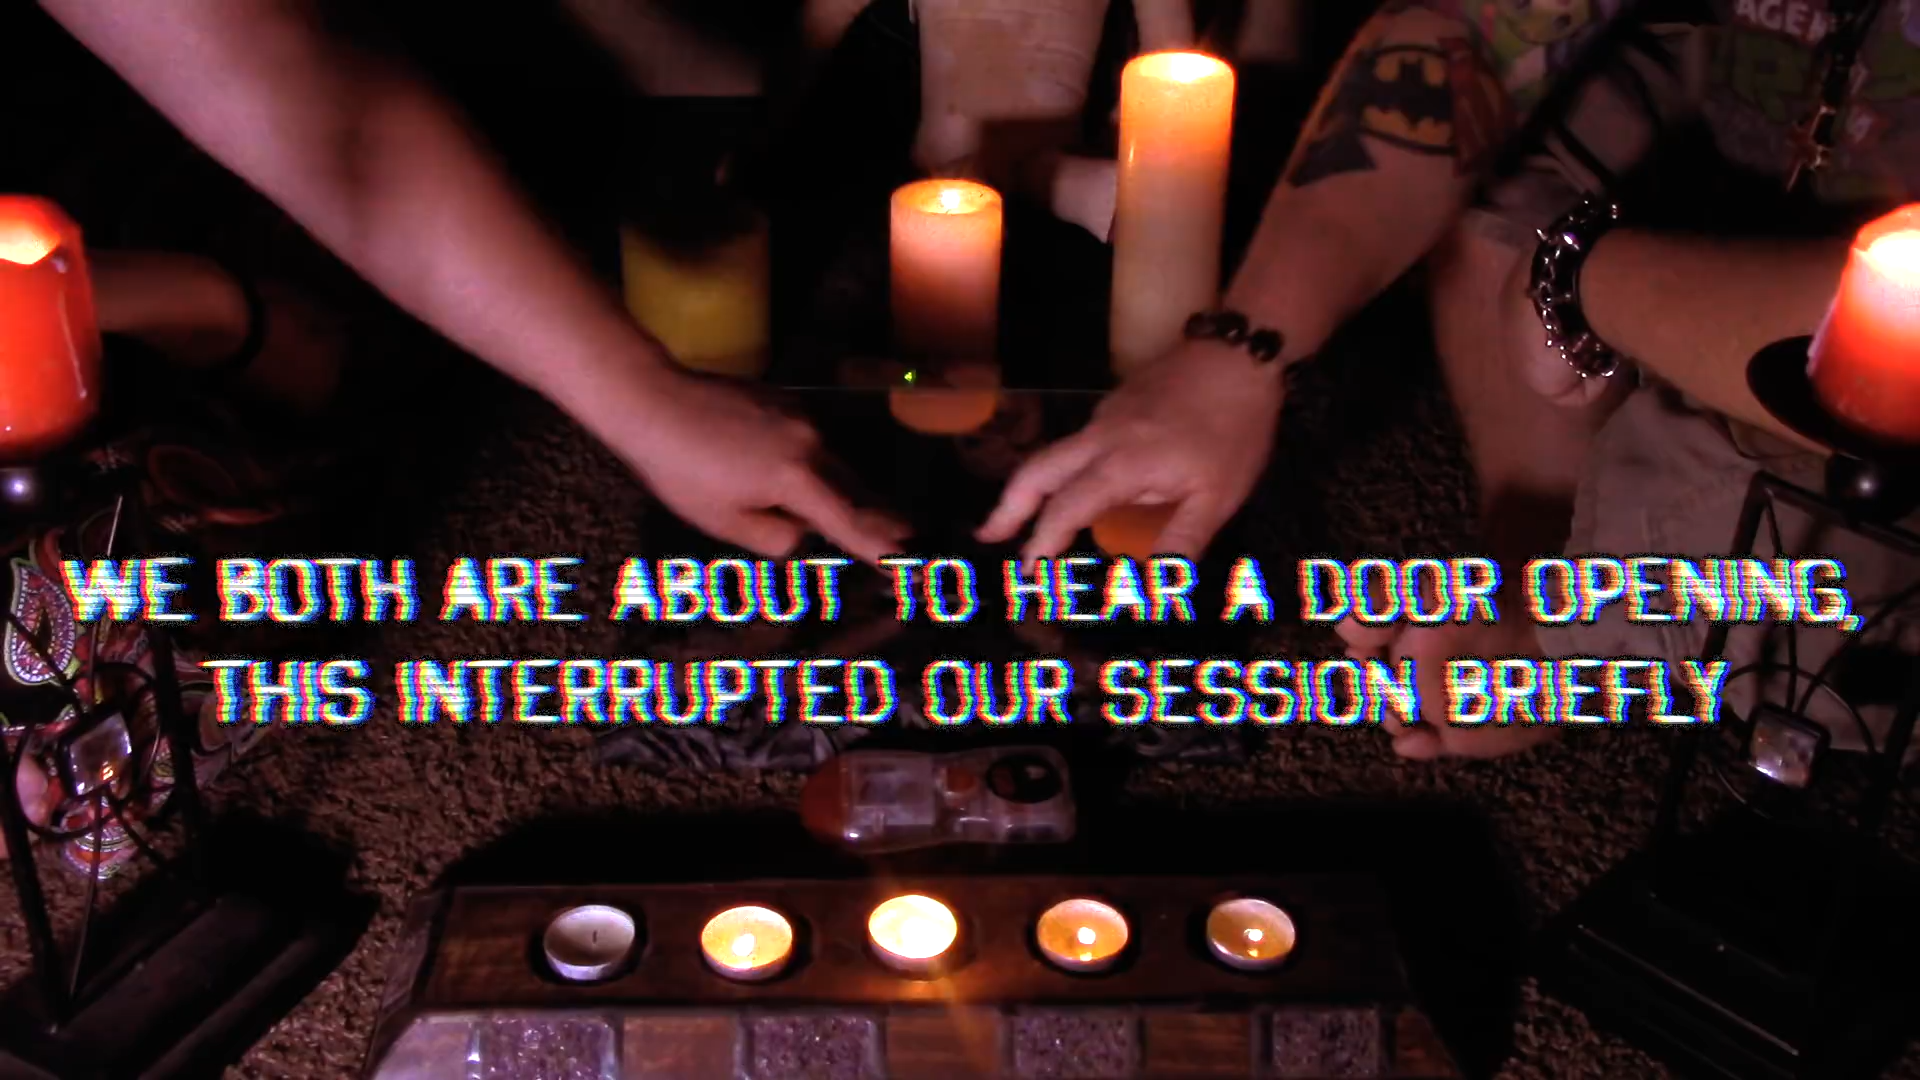 WE BOTH ARE ABOUT TO HEAR A DOOR OPENING,
THIS INTERRUPTED OUR SESSION BRIEFLY